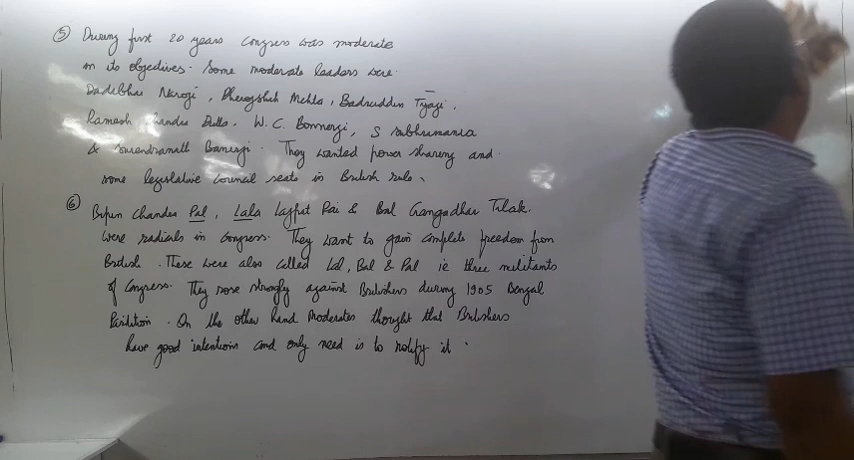 ⑤ During first 20 years Congress was moderate
in its objectives. Some moderate leaders were
Dadabhai Nkroji, Pherozshah Mehta, Badruddin Tyagi,
Ramesh Chandra Dutta, W. C. Bonnerji, S Subhramania
& Surendranath Banerji. They wanted power sharing and
some legislative council seats in British rule.
⑥ Bipin Chandra Pal, Lala Lajpat Rai & Bal Gangadhar Tilak.
were radicals in Congress. They want to gain complete freedom from
British. These were also called Lal, Bal & Pal ie three militants
of Congress. They rose strongly against Britishers during 1905 Bengal
Partition. On the other hand Moderates thought that Britishers
have good intentions and only need is to notify it.